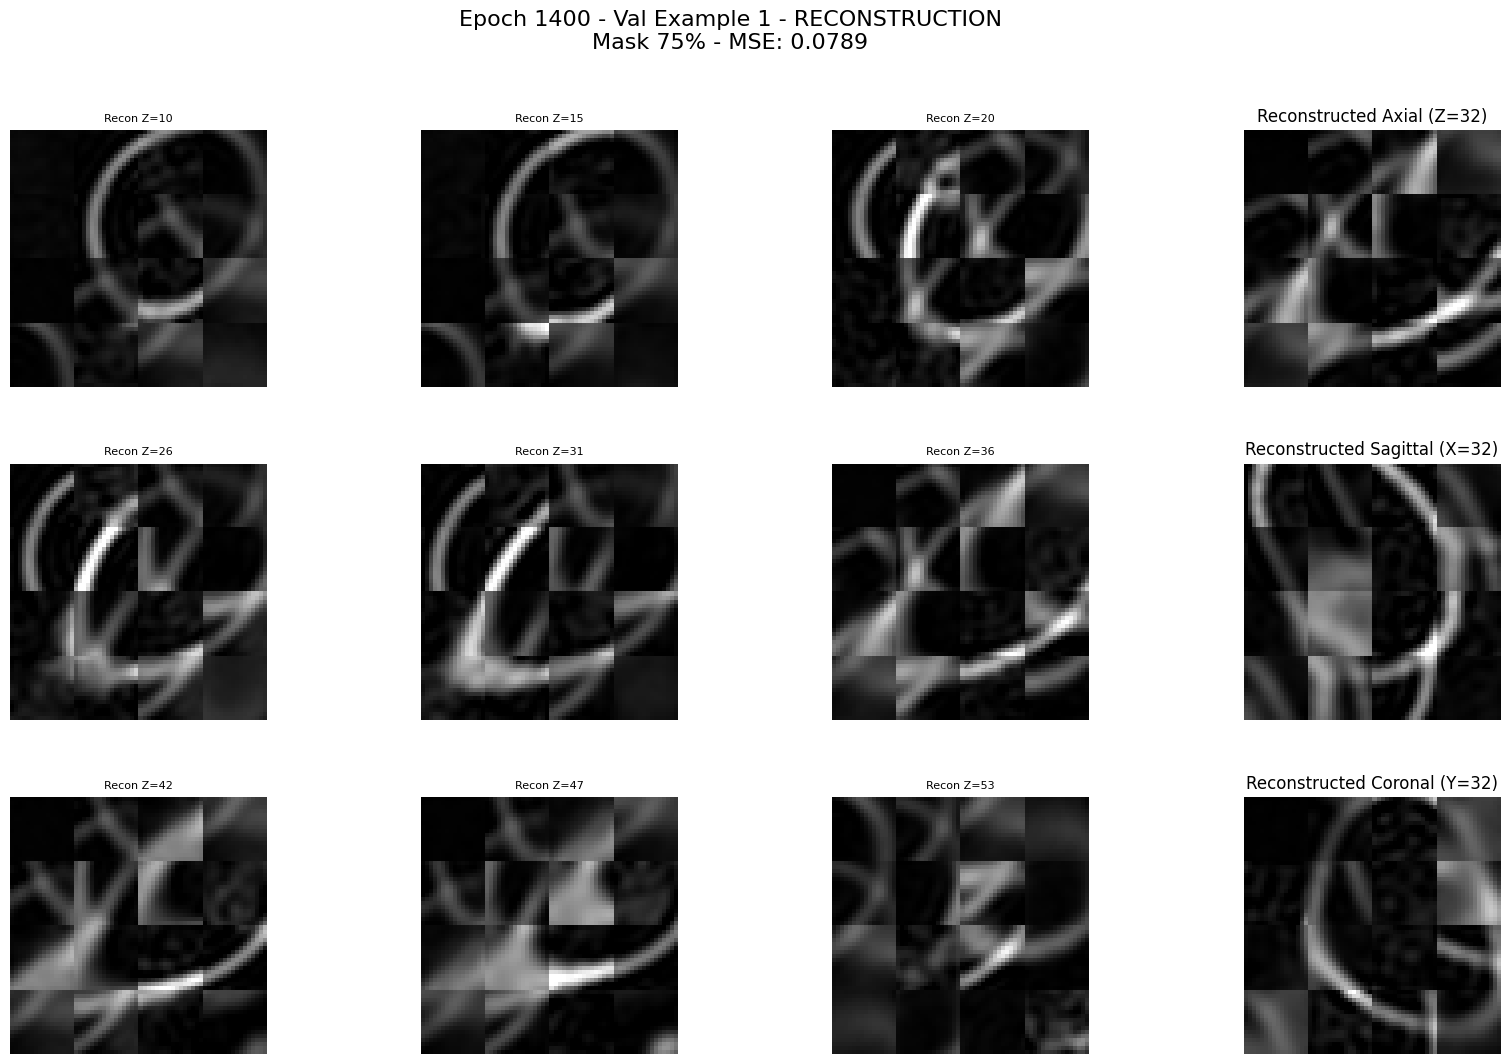 Epoch 1400 - Val Example 1 - RECONSTRUCTION
Mask 75% - MSE: 0.0789
Recon Z=10
Recon Z=15
Recon Z=20
Reconstructed Axial (Z=32)
Recon Z=26
Recon Z=31
Recon Z=36
Reconstructed Sagittal (X=32)
Recon Z=42
Recon Z=47
Recon Z=53
Reconstructed Coronal (Y=32)